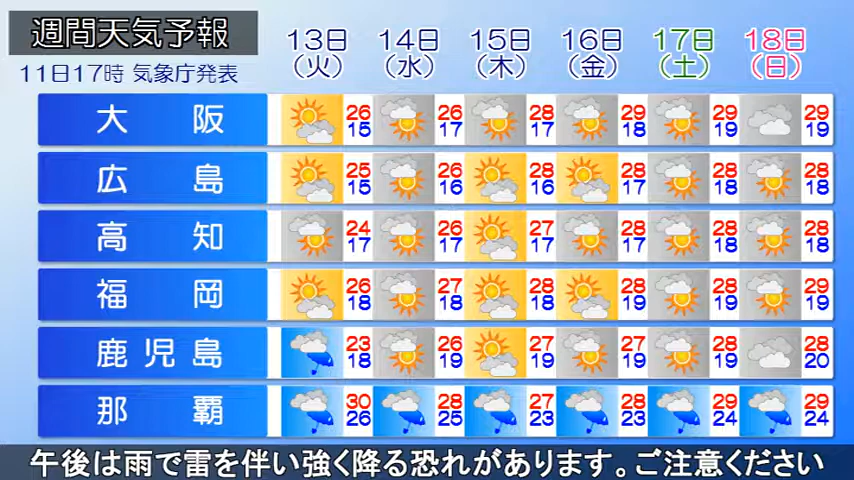 週間天気予報
11日17時 気象庁発表
13日 14日 15日 16日 17日 18日
(火) (水) (木) (金) (土) (日)
大阪 26 15 26 17 28 17 29 18 29 19 29 19
広島 25 15 26 16 28 16 28 17 28 18 28 18
高知 24 17 26 17 27 17 28 17 28 18 28 18
福岡 26 18 27 18 28 18 28 19 28 19 29 19
鹿児島 23 18 26 19 27 19 27 19 28 19 28 20
那覇 30 26 28 25 27 23 28 23 29 24 29 24
午後は雨で雷を伴い強く降る恐れがあります。ご注意ください